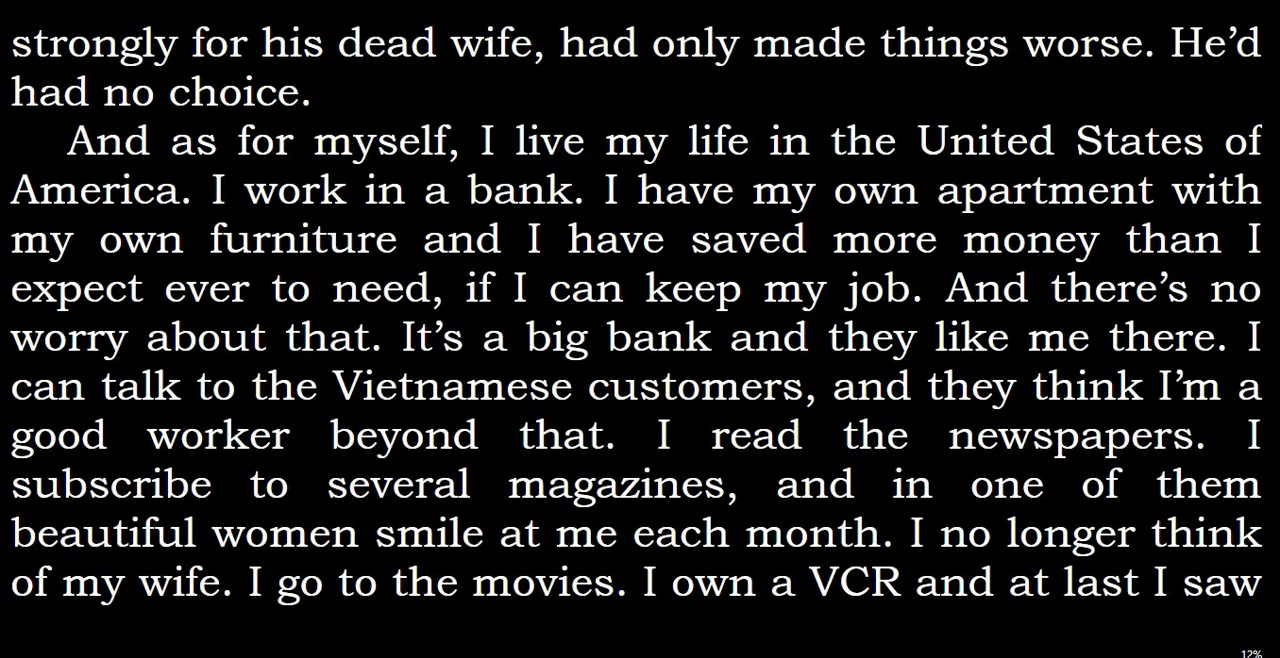 strongly for his dead wife, had only made things worse. He’d
had no choice.
And as for myself, I live my life in the United States of
America. I work in a bank. I have my own apartment with
my own furniture and I have saved more money than I
expect ever to need, if I can keep my job. And there’s no
worry about that. It’s a big bank and they like me there. I
can talk to the Vietnamese customers, and they think I’m a
good worker beyond that. I read the newspapers. I
subscribe to several magazines, and in one of them
beautiful women smile at me each month. I no longer think
of my wife. I go to the movies. I own a VCR and at last I saw
12%